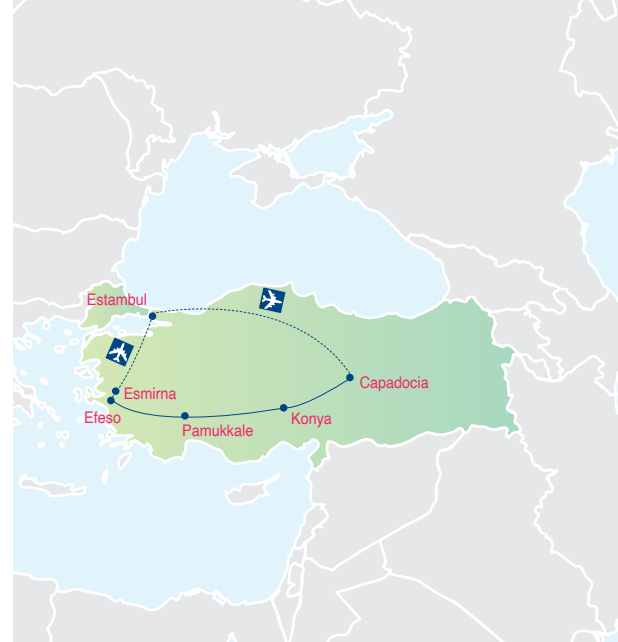 Estambul
Capadocia
Esmirna
Efeso
Konya
Pamukkale